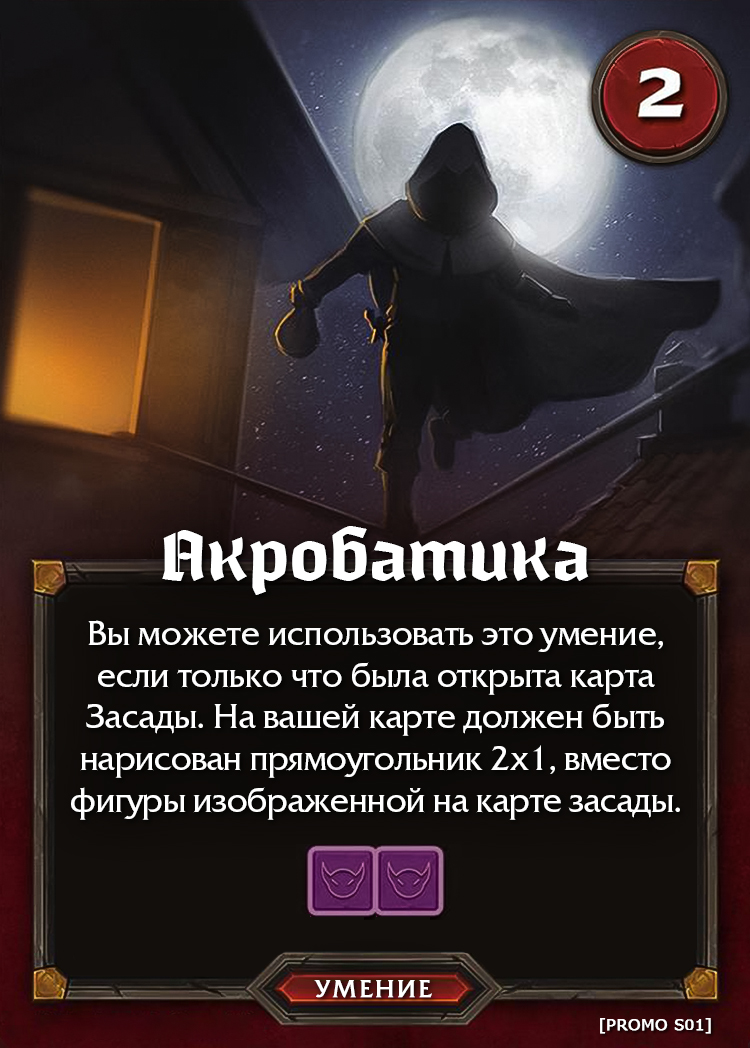 2
Акробатика
Вы можете использовать это умение,
если только что была открыта карта
Засады. На вашей карте должен быть
нарисован прямоугольник 2x1, вместо
фигуры изображенной на карте засады.
УМЕНИЕ
[PROMO S01]